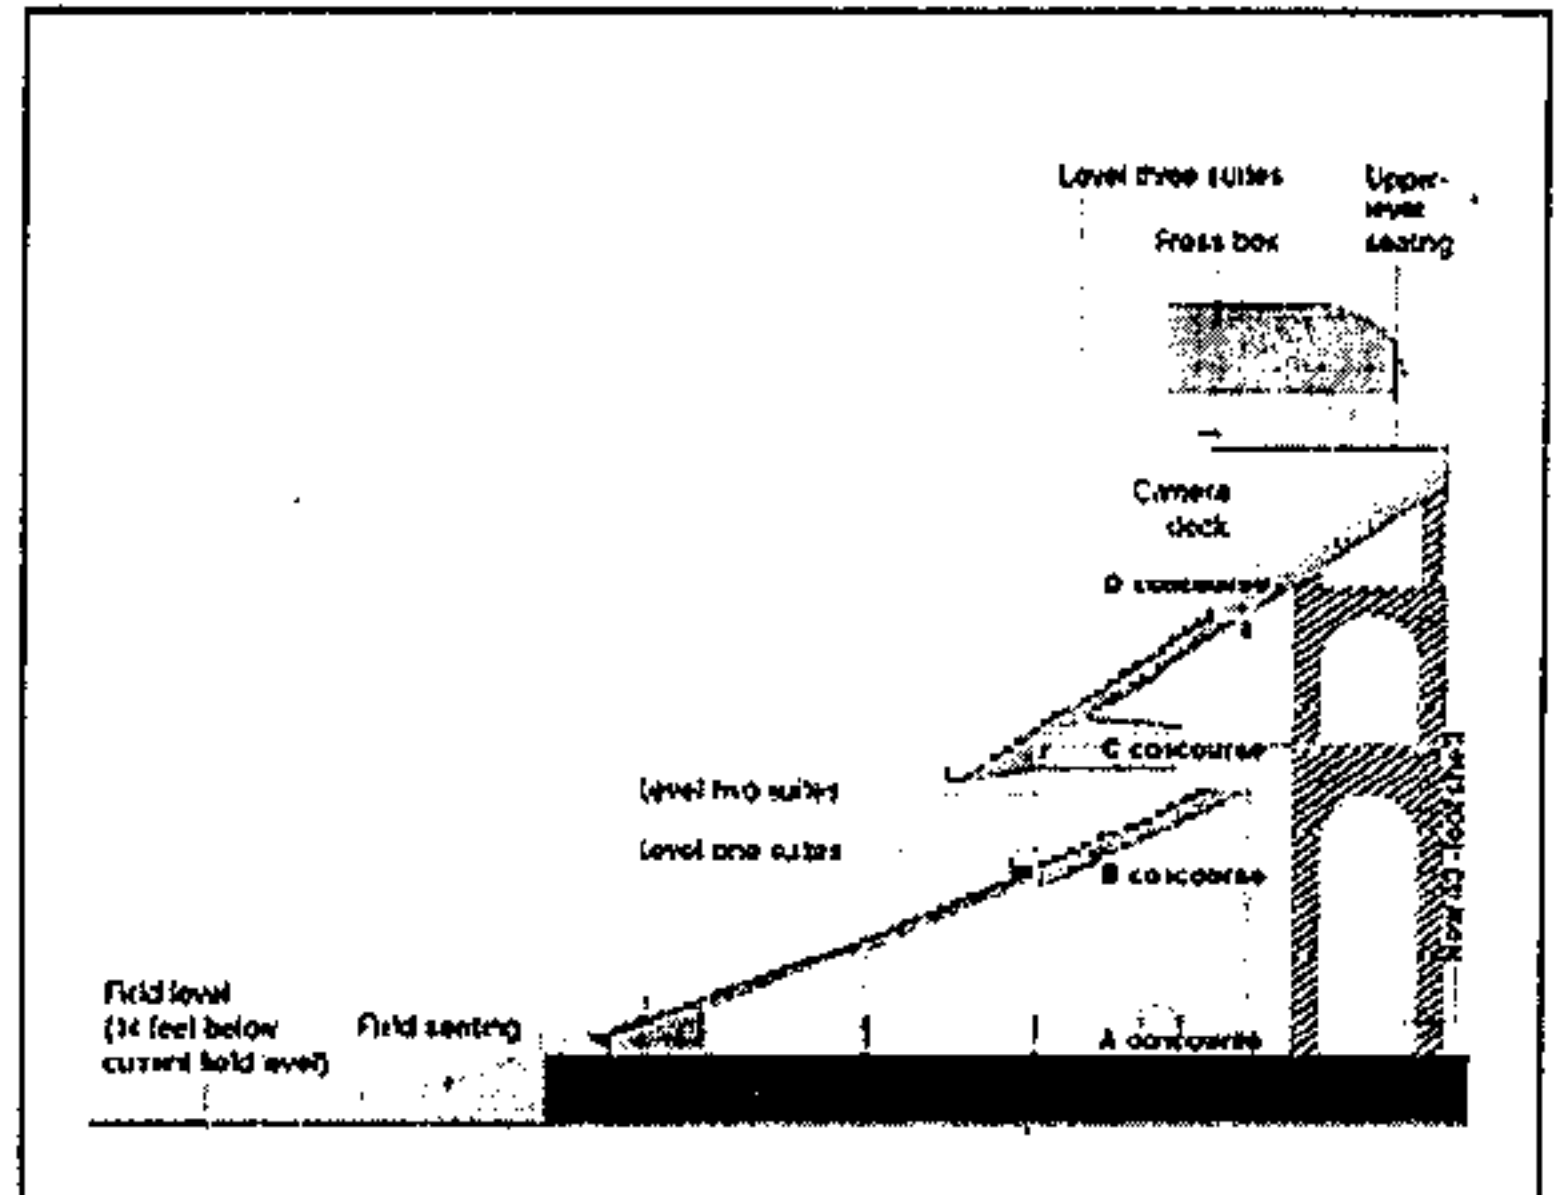 Level three suites
Upper-
level
seating
Press box
Camera
deck
D concourse
C concourse
Level two suites
Level one suites
B concourse
Field level
(14 feet below
current field level)
Field seating
A concourse